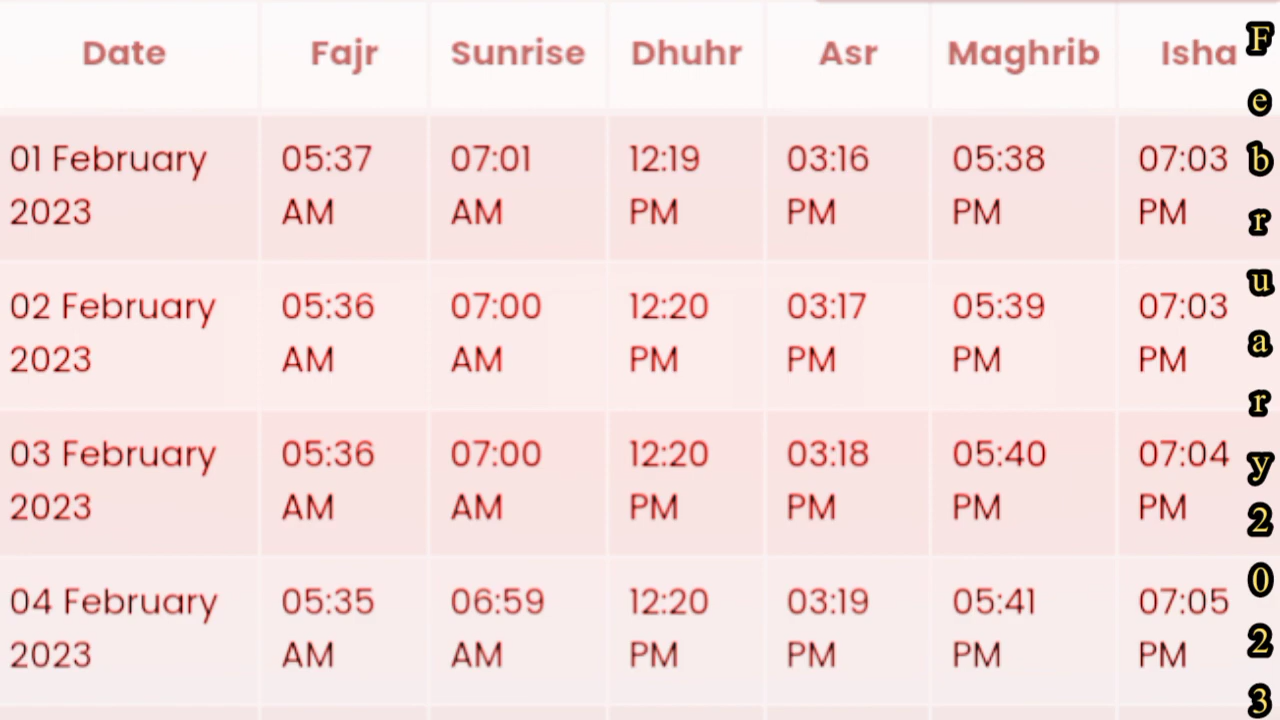 Date Fajr Sunrise Dhuhr Asr Maghrib Isha
01 February 05:37 07:01 12:19 03:16 05:38 07:03
2023 AM AM PM PM PM PM
02 February 05:36 07:00 12:20 03:17 05:39 07:03
2023 AM AM PM PM PM PM
03 February 05:36 07:00 12:20 03:18 05:40 07:04
2023 AM AM PM PM PM PM
04 February 05:35 06:59 12:20 03:19 05:41 07:05
2023 AM AM PM PM PM PM
February2023